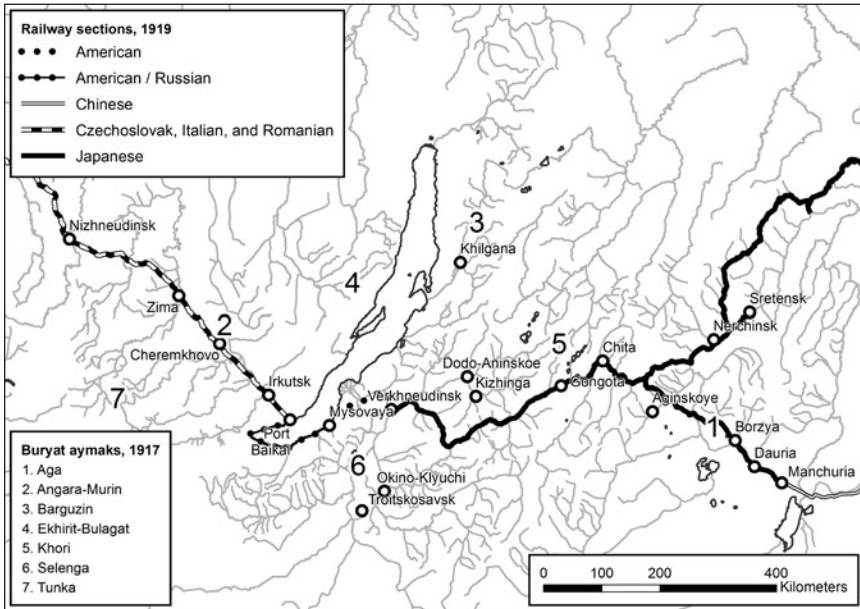 Railway sections, 1919
American
American / Russian
Chinese
Czechoslovak, Italian, and Romanian
Japanese
3
Khilgana
Nizhneudinsk
4
Zima
Sretensk
2
Nerchinsk
Cheremkhovo
5
Chita
Dodo-Aninskoe
Kizhinga
Gongota
7
Irkutsk
Verkhneudinsk
Mysovaya
Aginskoye
Port
Baikal
1
Borzya
6
Dauria
Okino-Klyuchi
Manchuria
Troitskosavsk
Buryat aymaks, 1917
1. Aga
2. Angara-Murin
3. Barguzin
4. Ekhirit-Bulagat
5. Khori
6. Selenga
7. Tunka
0 100 200 400
Kilometers